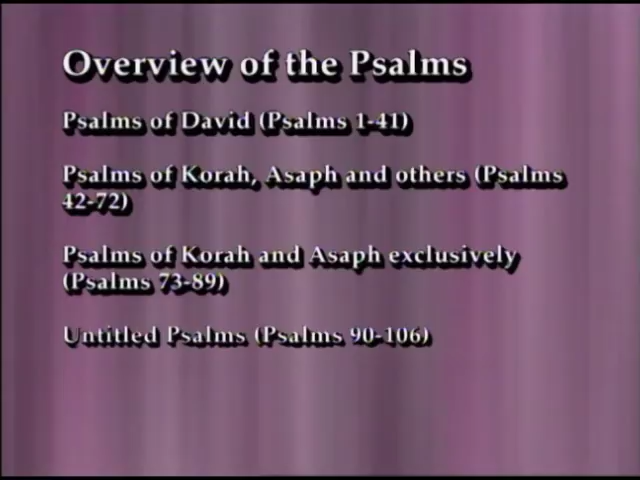 Overview of the Psalms
Psalms of David (Psalms 1-41)
Psalms of Korah, Asaph and others (Psalms
42-72)
Psalms of Korah and Asaph exclusively
(Psalms 73-89)
Untitled Psalms (Psalms 90-106)